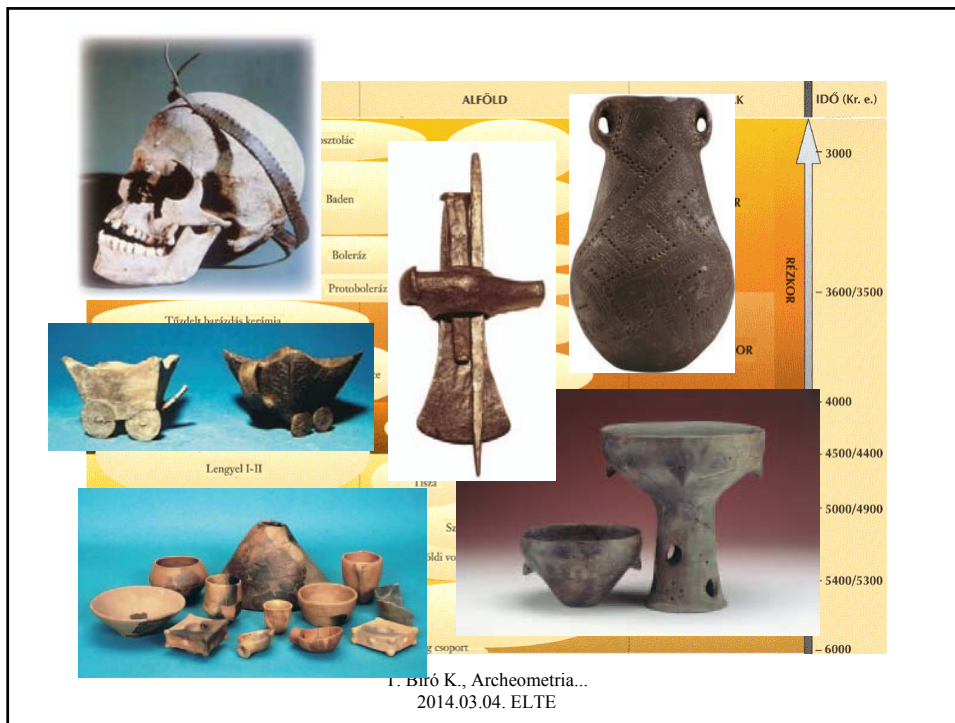 ALFÖLD
IDŐ (Kr. e.)
3000
Baden
Boleráz
Protoboleráz
RÉZKOR
3600/3500
Tűzdelt barázdás kerámia
4000
4500/4400
Lengyel I-II
Tisza
5000/4900
5400/5300
csoport
6000
T. Biró K., Archeometria...
2014.03.04. ELTE